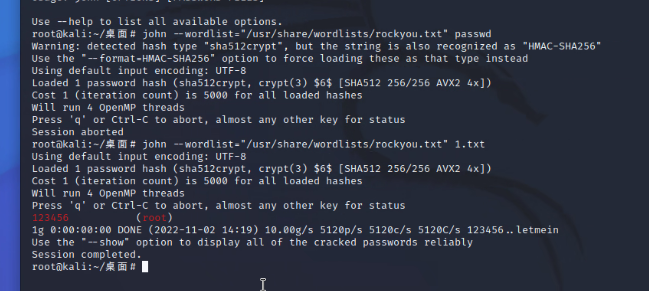 Use --help to list all available options.
root@kali:~/桌面# john --wordlist="/usr/share/wordlists/rockyou.txt" passwd
Warning: detected hash type "sha512crypt", but the string is also recognized as "HMAC-SHA256"
Use the "--format=HMAC-SHA256" option to force loading these as that type instead
Using default input encoding: UTF-8
Loaded 1 password hash (sha512crypt, crypt(3) $6$ [SHA512 256/256 AVX2 4x])
Cost 1 (iteration count) is 5000 for all loaded hashes
Will run 4 OpenMP threads
Press 'q' or Ctrl-C to abort, almost any other key for status
Session aborted
root@kali:~/桌面# john --wordlist="/usr/share/wordlists/rockyou.txt" 1.txt
Using default input encoding: UTF-8
Loaded 1 password hash (sha512crypt, crypt(3) $6$ [SHA512 256/256 AVX2 4x])
Cost 1 (iteration count) is 5000 for all loaded hashes
Will run 4 OpenMP threads
Press 'q' or Ctrl-C to abort, almost any other key for status
123456 (root)
1g 0:00:00:00 DONE (2022-11-02 14:19) 10.00g/s 5120p/s 5120c/s 5120C/s 123456..letmein
Use the "--show" option to display all of the cracked passwords reliably
Session completed.
root@kali:~/桌面#